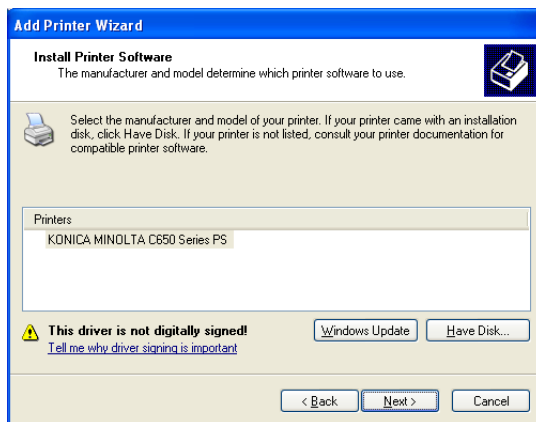 Add Printer Wizard
Install Printer Software
The manufacturer and model determine which printer software to use.
Select the manufacturer and model of your printer. If your printer came with an installation
disk, click Have Disk. If your printer is not listed, consult your printer documentation for
compatible printer software.
Printers
KONICA MINOLTA C650 Series PS
This driver is not digitally signed!
Tell me why driver signing is important
Windows Update
Have Disk...
< Back
Next >
Cancel